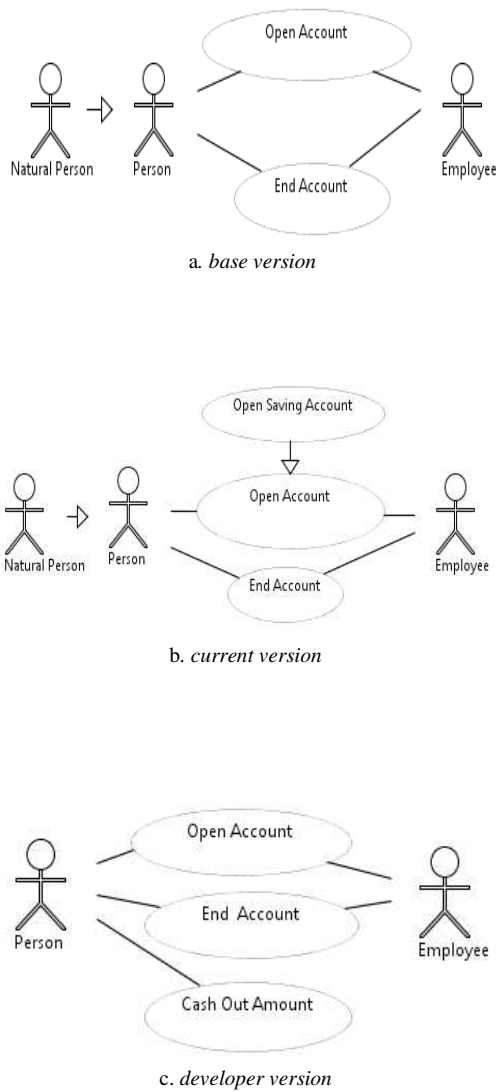 Open Account
Natural Person
Person
Employee
End Account
a. base version
Open Saving Account
Open Account
Natural Person
Person
Employee
End Account
b. current version
Open Account
End Account
Person
Employee
Cash Out Amount
c. developer version